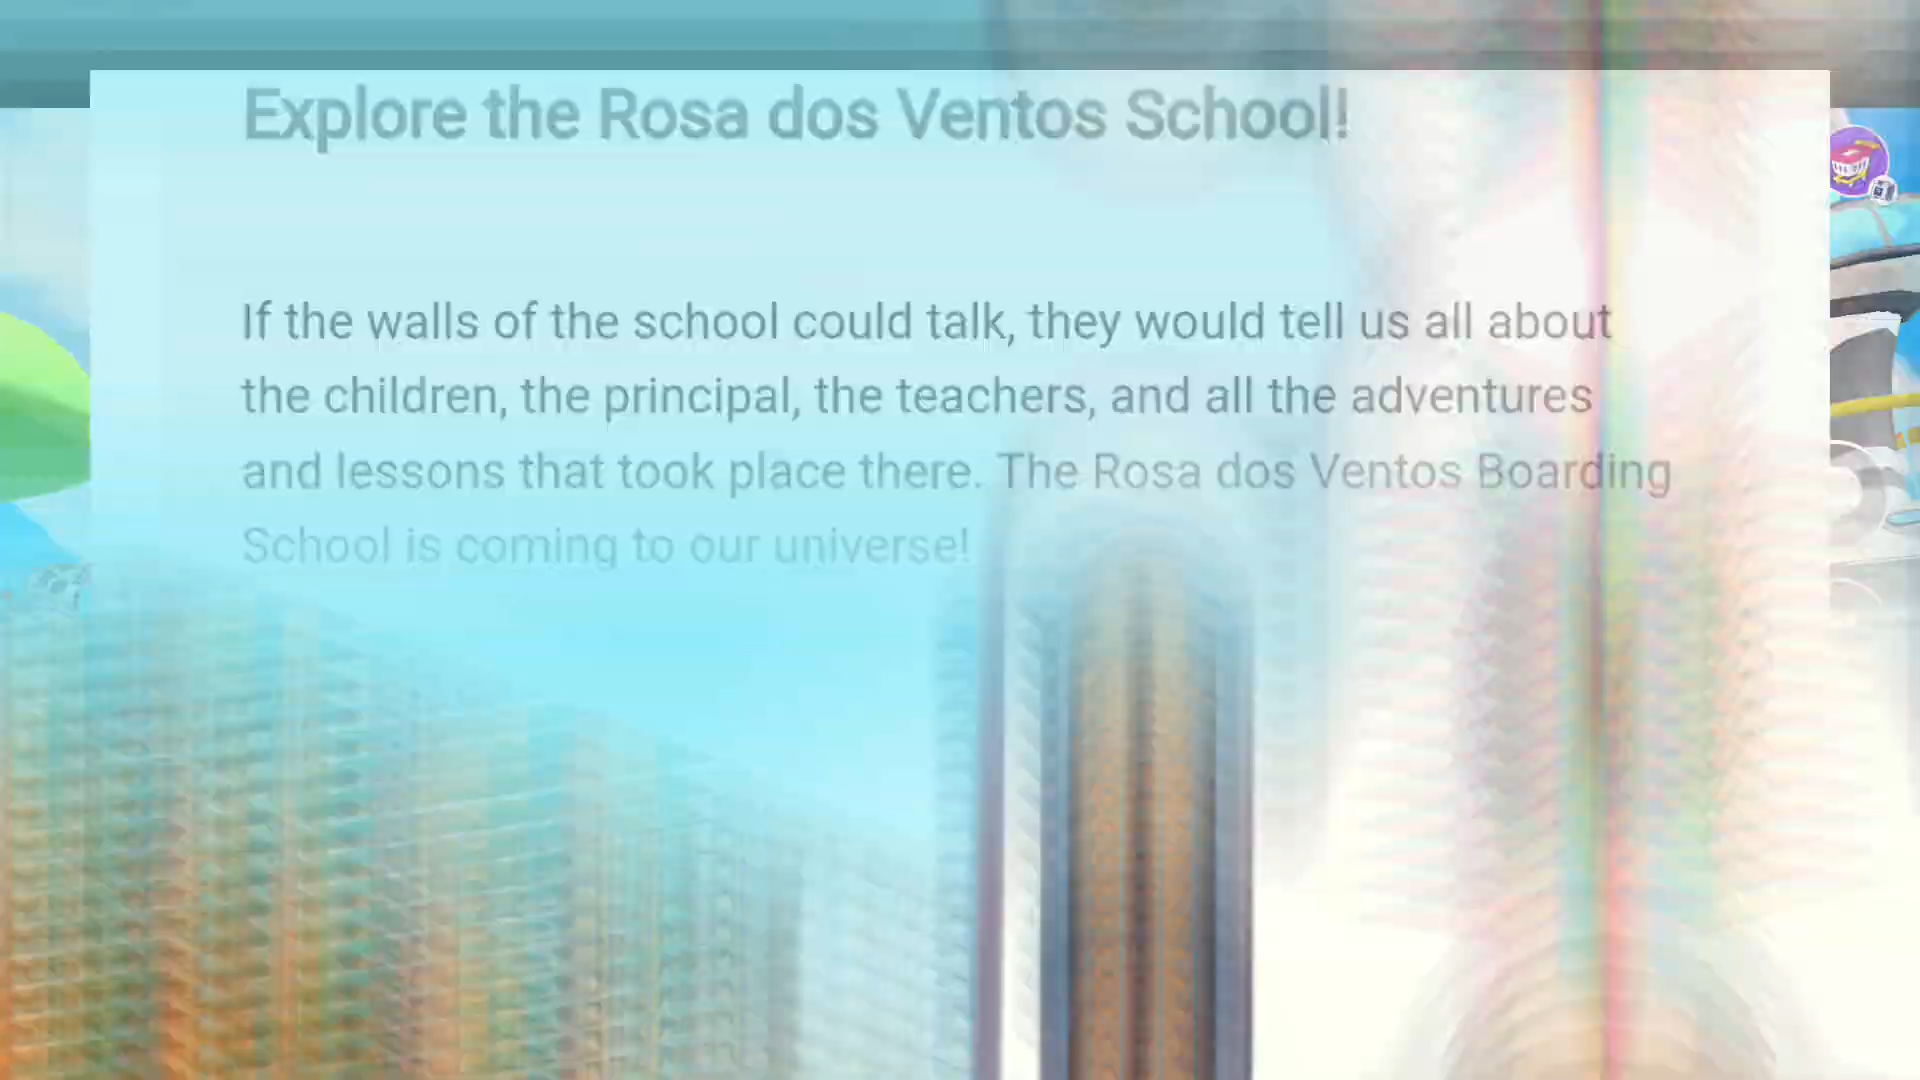 Explore the Rosa dos Ventos School!
If the walls of the school could talk, they would tell us all about
the children, the principal, the teachers, and all the adventures
and lessons that took place there. The Rosa dos Ventos Boarding
School is coming to our universe!